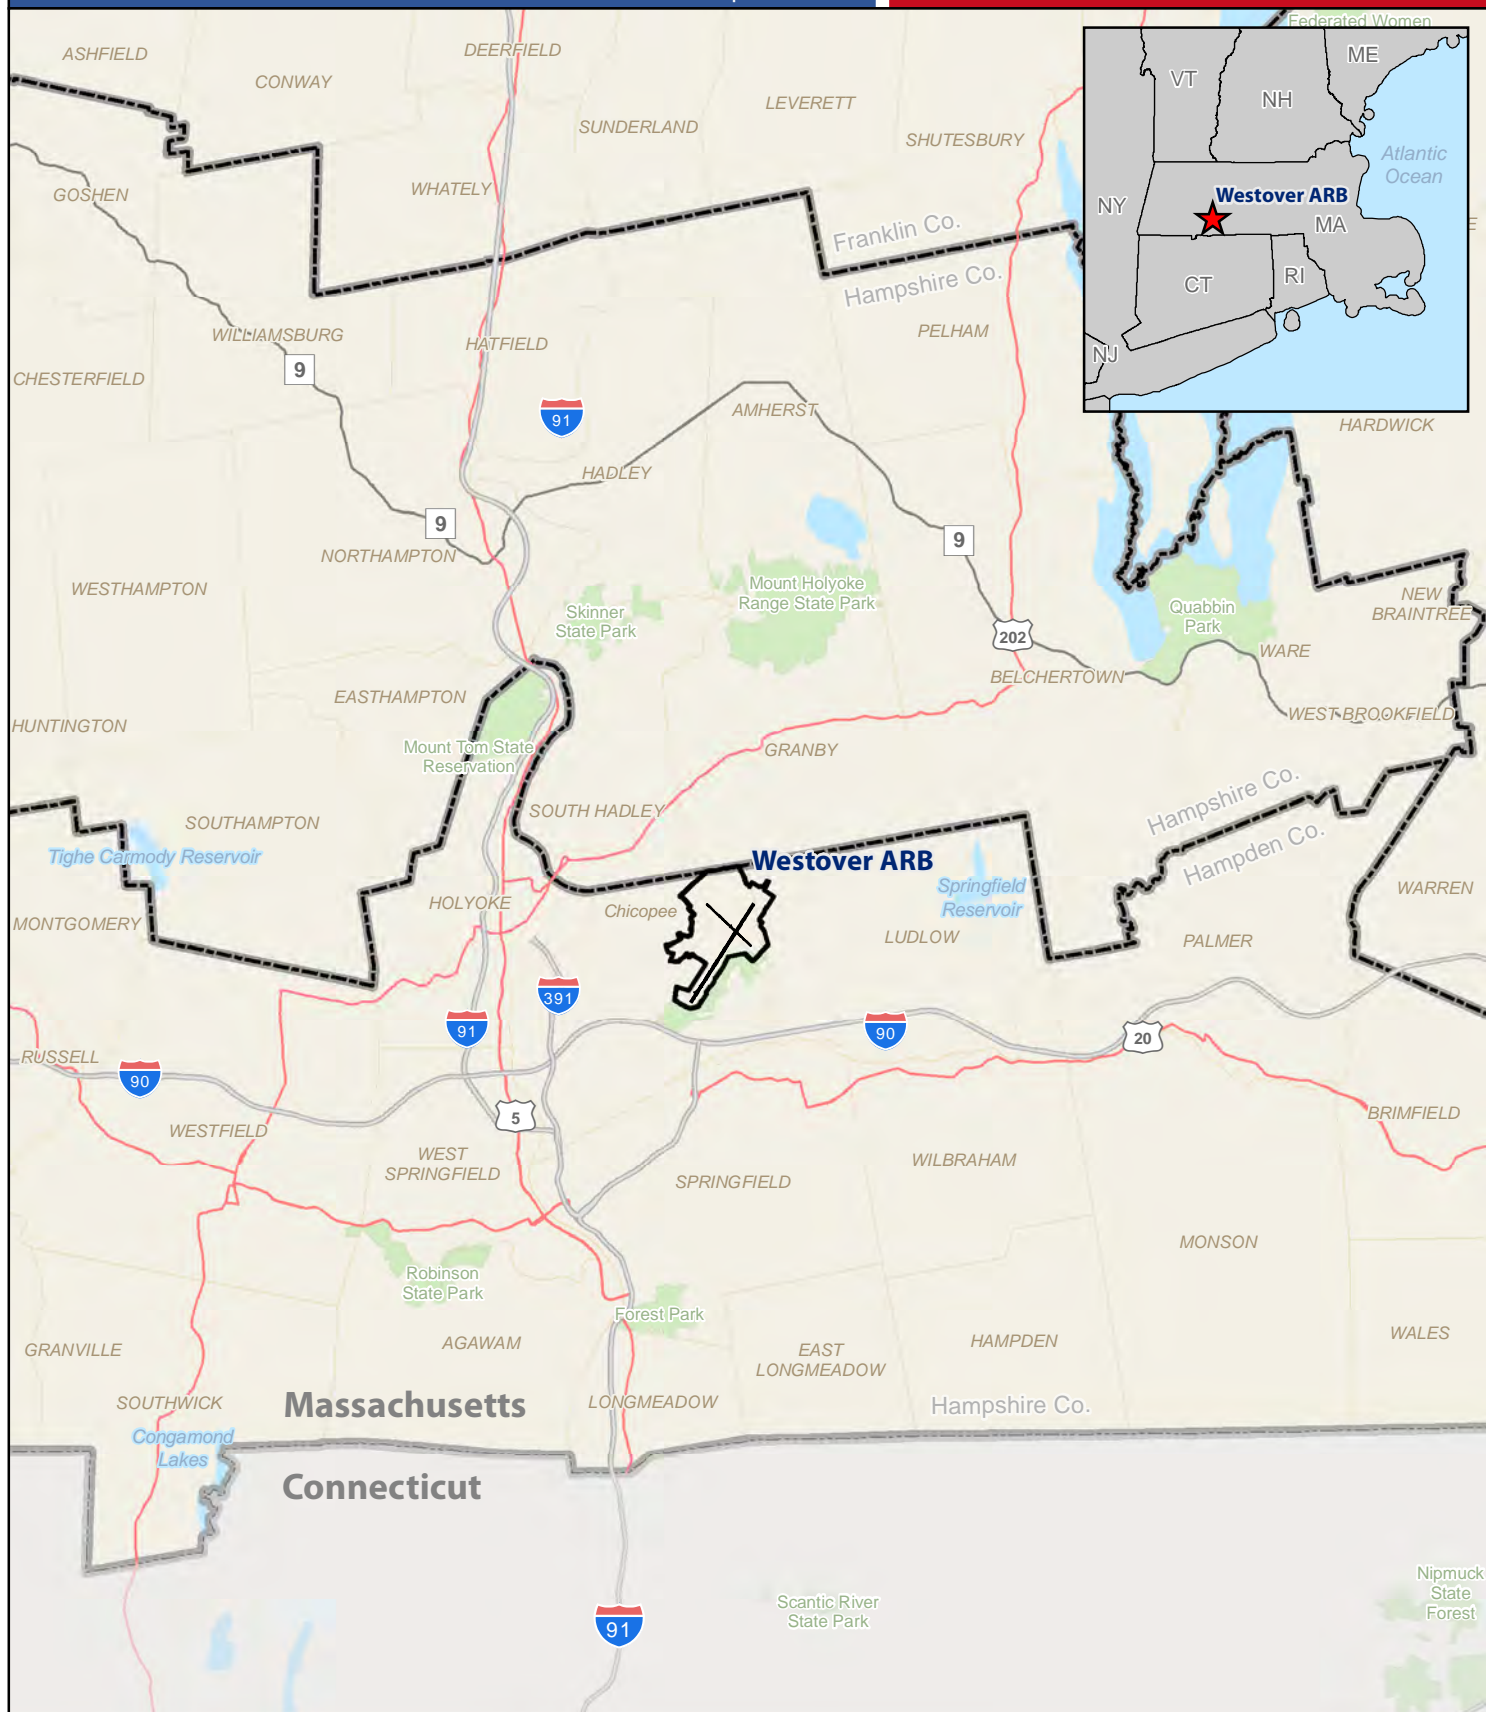 Federated Women
ASHFIELD
DEERFIELD
CONWAY
LEVERETT
SUNDERLAND
SHUTESBURY
WHATELY
GOSHEN
VT
NH
ME
Atlantic
Ocean
NY
Westover ARB
MA
CT
RI
NJ
Franklin Co.
Hampshire Co.
PELHAM
WILLIAMSBURG
HATFIELD
9
CHESTERFIELD
91
AMHERST
HARDWICK
HADLEY
9
9
NORTHAMPTON
WESTHAMPTON
Skinner
State Park
Mount Holyoke
Range State Park
Quabbin
Park
NEW
BRAINTREE
202
WARE
BELCHERTOWN
EASTHAMPTON
HUNTINGTON
WEST BROOKFIELD
Mount Tom State
Reservation
GRANBY
SOUTH HADLEY
SOUTHAMPTON
Hampshire Co.
Hampden Co.
Tighe Carmody Reservoir
Westover ARB
Springfield
Reservoir
WARREN
HOLYOKE
Chicopee
MONTGOMERY
LUDLOW
PALMER
391
91
90
20
RUSSELL
90
5
WESTFIELD
BRIMFIELD
WEST
SPRINGFIELD
WILBRAHAM
SPRINGFIELD
MONSON
Robinson
State Park
Forest Park
GRANVILLE
AGAWAM
EAST
LONGMEADOW
HAMPDEN
WALES
SOUTHWICK
Massachusetts
LONGMEADOW
Hampshire Co.
Congamond
Lakes
Connecticut
91
Scantic River
State Park
Nipmuck
State
Forest